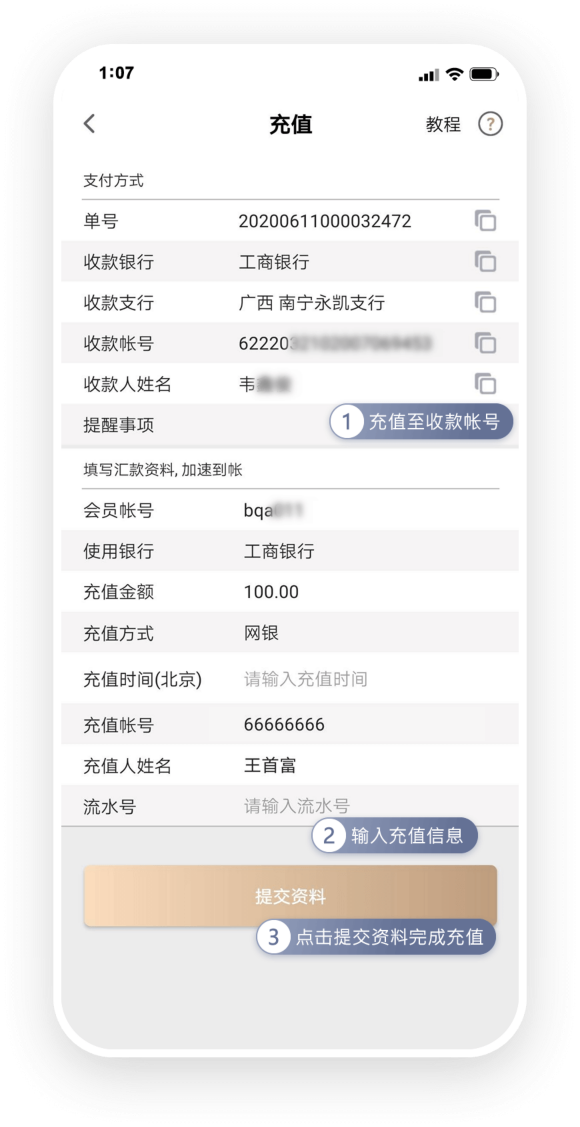 1:07
充值
教程 ?
支付方式
单号 20200611000032472
收款银行 工商银行
收款支行 广西 南宁永凯支行
收款帐号 62220
收款人姓名 韦
提醒事项
1 充值至收款帐号
填写汇款资料, 加速到帐
会员帐号 bqa
使用银行 工商银行
充值金额 100.00
充值方式 网银
充值时间(北京) 请输入充值时间
充值帐号 66666666
充值人姓名 王首富
流水号 请输入流水号
2 输入充值信息
提交资料
3 点击提交资料完成充值